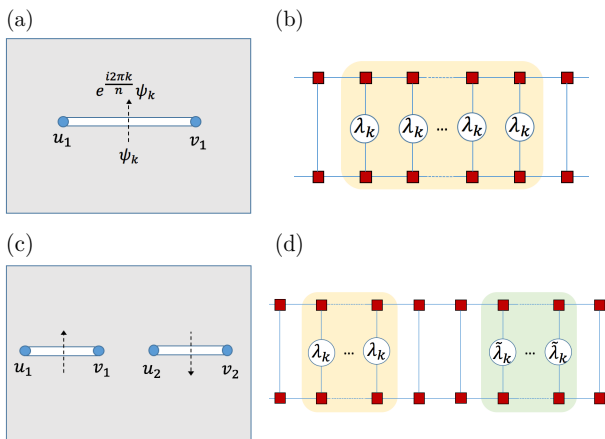 (a)
e^{i2πk/n} ψ_k
u_1 v_1
ψ_k
(b)
λ_k λ_k ... λ_k λ_k
(c)
u_1 v_1 u_2 v_2
(d)
λ_k ... λ_k λ̃_k ... λ̃_k